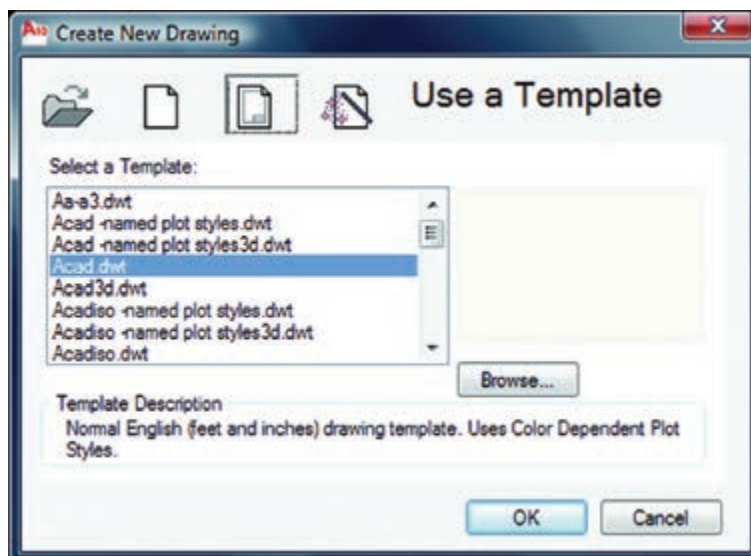 Create New Drawing
Use a Template
Select a Template:
Aa-a3.dwt
Acad -named plot styles.dwt
Acad -named plot styles3d.dwt
Acad.dwt
Acad3d.dwt
Acadiso -named plot styles.dwt
Acadiso -named plot styles3d.dwt
Acadiso.dwt
Browse...
Template Description
Normal English (feet and inches) drawing template. Uses Color Dependent Plot
Styles.
OK
Cancel